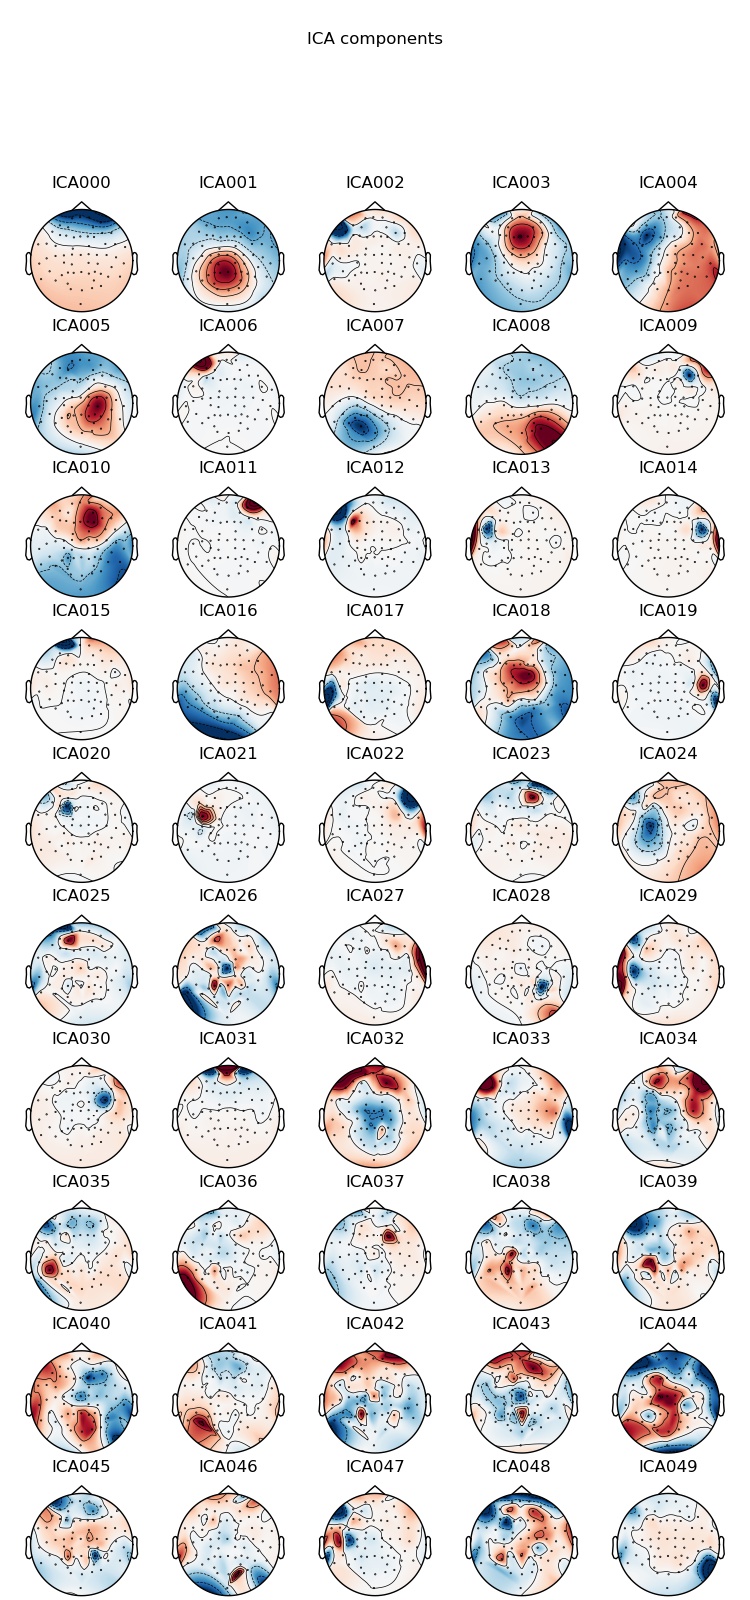 ICA components
ICA000 ICA001 ICA002 ICA003 ICA004
ICA005 ICA006 ICA007 ICA008 ICA009
ICA010 ICA011 ICA012 ICA013 ICA014
ICA015 ICA016 ICA017 ICA018 ICA019
ICA020 ICA021 ICA022 ICA023 ICA024
ICA025 ICA026 ICA027 ICA028 ICA029
ICA030 ICA031 ICA032 ICA033 ICA034
ICA035 ICA036 ICA037 ICA038 ICA039
ICA040 ICA041 ICA042 ICA043 ICA044
ICA045 ICA046 ICA047 ICA048 ICA049